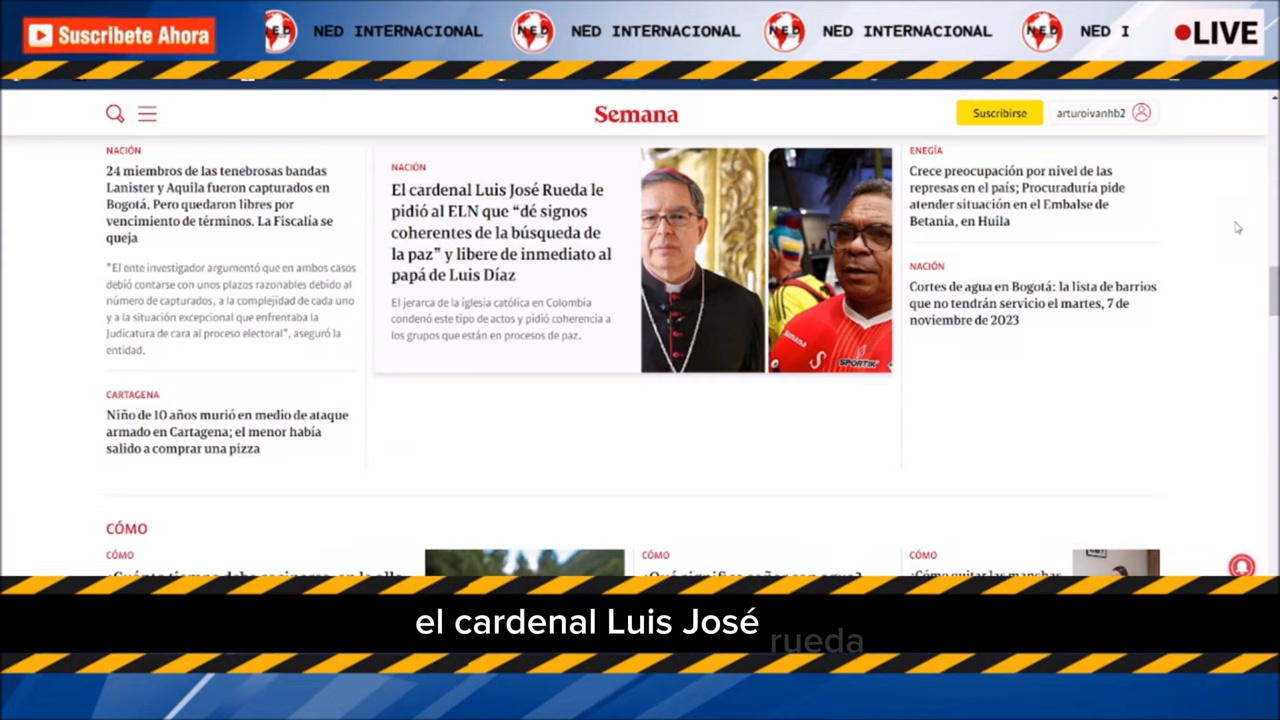 Suscribete Ahora
NED
NED INTERNACIONAL
NED
NED INTERNACIONAL
NED
NED INTERNACIONAL
NED
NED I
LIVE
Semana
Suscribirse
arturoivanhb2
NACIÓN
24 miembros de las tenebrosas bandas
Lanister y Aquila fueron capturados en
Bogotá. Pero quedaron libres por
vencimiento de términos. La Fiscalía se
queja
"El ente investigador argumentó que en ambos casos
debió contarse con unos plazos razonables debido al
número de capturados, a la complejidad de cada uno
y a la situación excepcional que enfrentaba la
Judicatura de cara al proceso electoral", aseguró la
entidad.
CARTAGENA
Niño de 10 años murió en medio de ataque
armado en Cartagena; el menor había
salido a comprar una pizza
NACIÓN
El cardenal Luis José Rueda le
pidió al ELN que “dé signos
coherentes de la búsqueda de
la paz” y libere de inmediato al
papá de Luis Díaz
El jerarca de la iglesia católica en Colombia
condenó este tipo de actos y pidió coherencia a
los grupos que están en procesos de paz.
SPORTIK
ENEGÍA
Crece preocupación por nivel de las
represas en el país; Procuraduría pide
atender situación en el Embalse de
Betania, en Huila
NACIÓN
Cortes de agua en Bogotá: la lista de barrios
que no tendrán servicio el martes, 7 de
noviembre de 2023
CÓMO
CÓMO
CÓMO
CÓMO
el cardenal Luis José rueda